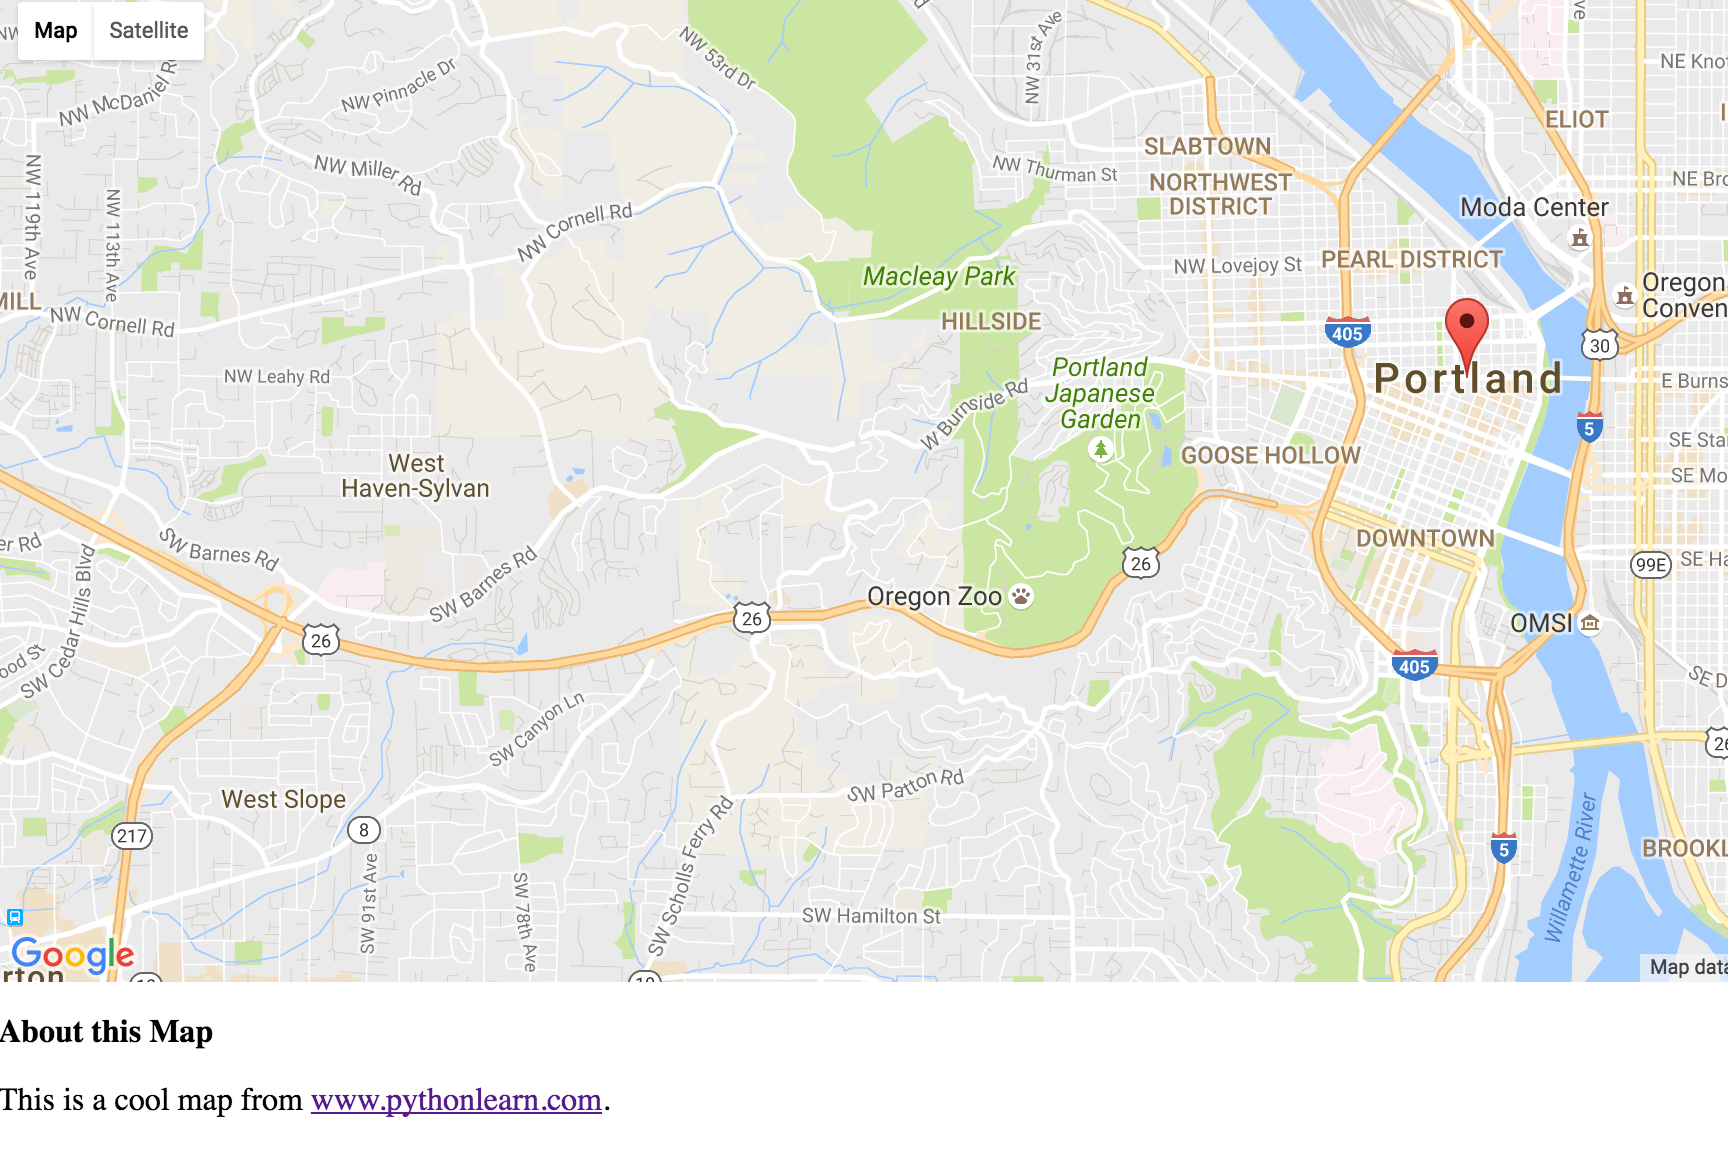 Map
Satellite
NW 53rd Dr
NW 31st Ave
NE Kno
NW McDaniel R
NW Pinnacle Dr
ELIOT
SLABTOWN
NW Miller Rd
NW Thurman St
NORTHWEST
DISTRICT
NE Bro
NW 119th Ave
NW 113th Ave
NW Cornell Rd
Moda Center
PEARL DISTRICT
NW Lovejoy St
Macleay Park
Oregon
Conven
MILL
NW Cornell Rd
HILLSIDE
405
30
Portland
NW Leahy Rd
Portland
Japanese
Garden
W Burnside Rd
E Burns
5
SE Sta
GOOSE HOLLOW
West
Haven-Sylvan
SE Mo
DOWNTOWN
er Rd
SW Barnes Rd
SW Cedar Hills Blvd
SW Barnes Rd
26
99E
SE Ha
Oregon Zoo
26
26
OMSI
ood St
405
SE D
SW Canyon Ln
26
West Slope
SW Patton Rd
217
8
SW Scholls Ferry Rd
5
Willamette River
BROOKL
SW 91st Ave
SW 78th Ave
SW Hamilton St
Google
rton
10
Map data
About this Map
This is a cool map from www.pythonlearn.com.